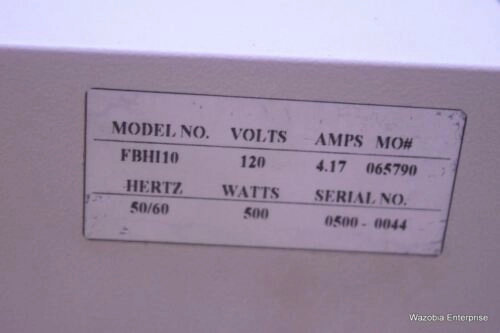 MODEL NO. VOLTS AMPS MO#
FBHI10 120 4.17 065790
HERTZ WATTS SERIAL NO.
50/60 500 0500 - 0044
Wazobia Enterprise